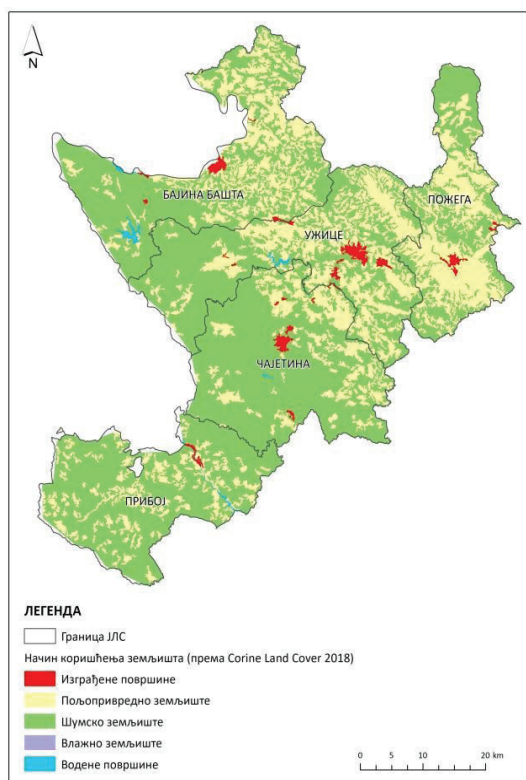 N
БАЈИНА БАШТА
ПОЖЕГА
УЖИЦЕ
ЧАЈЕТИНА
ПРИБОЈ
ЛЕГЕНДА
Граница ЈЛС
Начин коришћења земљишта (према Corine Land Cover 2018)
Изграђене површине
Пољопривредно земљиште
Шумско земљиште
Влажно земљиште
Водене површине
0 5 10 20 km